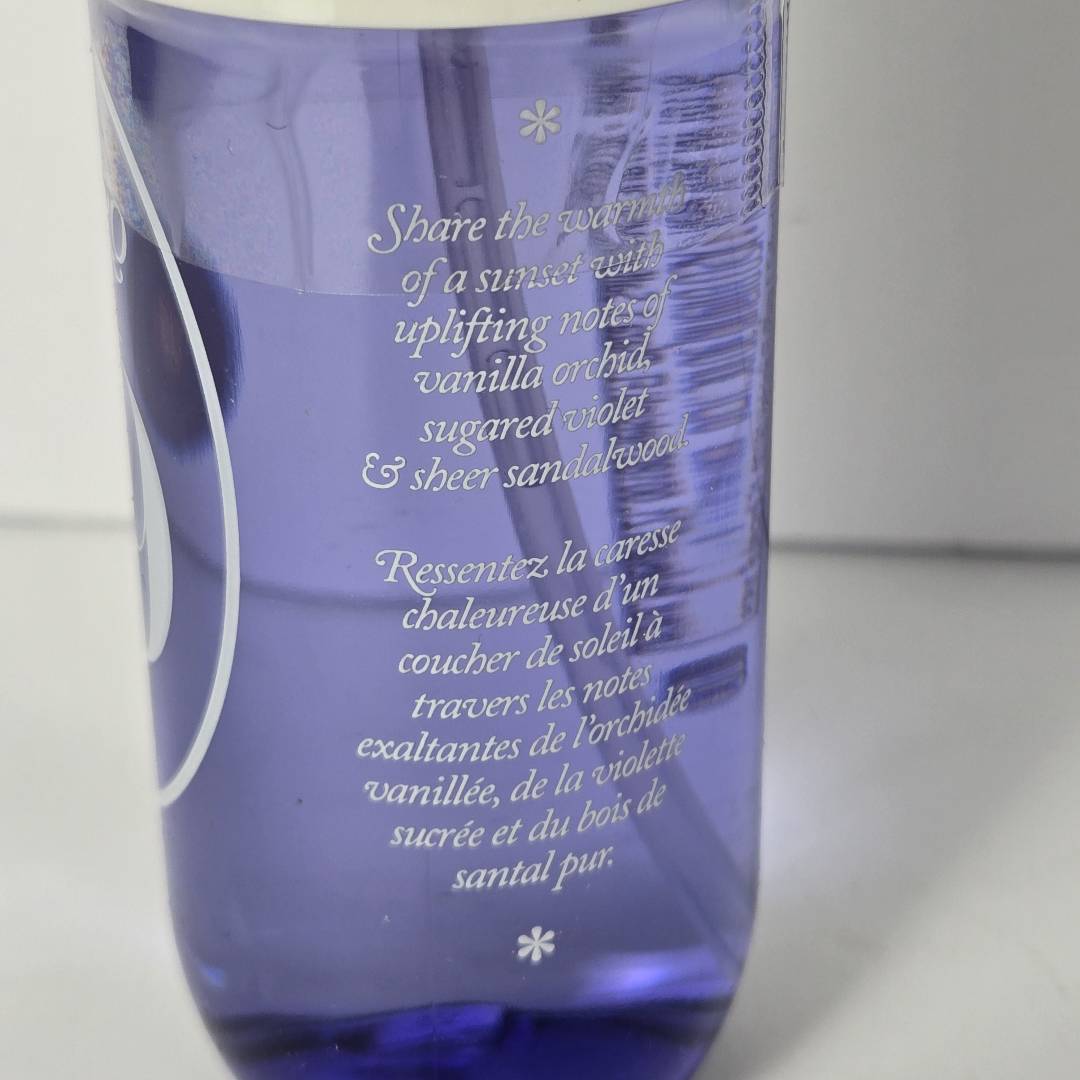 Share the warmth
of a sunset with
uplifting notes of
vanilla orchid,
sugared violet
& sheer sandalwood.
Ressentez la caresse
chaleureuse d'un
coucher de soleil à
travers les notes
exaltantes de l'orchidée
vanillée, de la violette
sucrée et du bois de
santal pur.